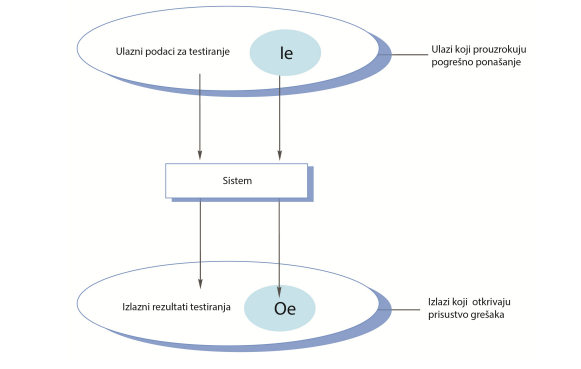 Ulazni podaci za testiranje
Ie
Ulazi koji prouzrokuju
pogrešno ponašanje
Sistem
Izlazni rezultati testiranja
Oe
Izlazi koji otkrivaju
prisustvo grešaka